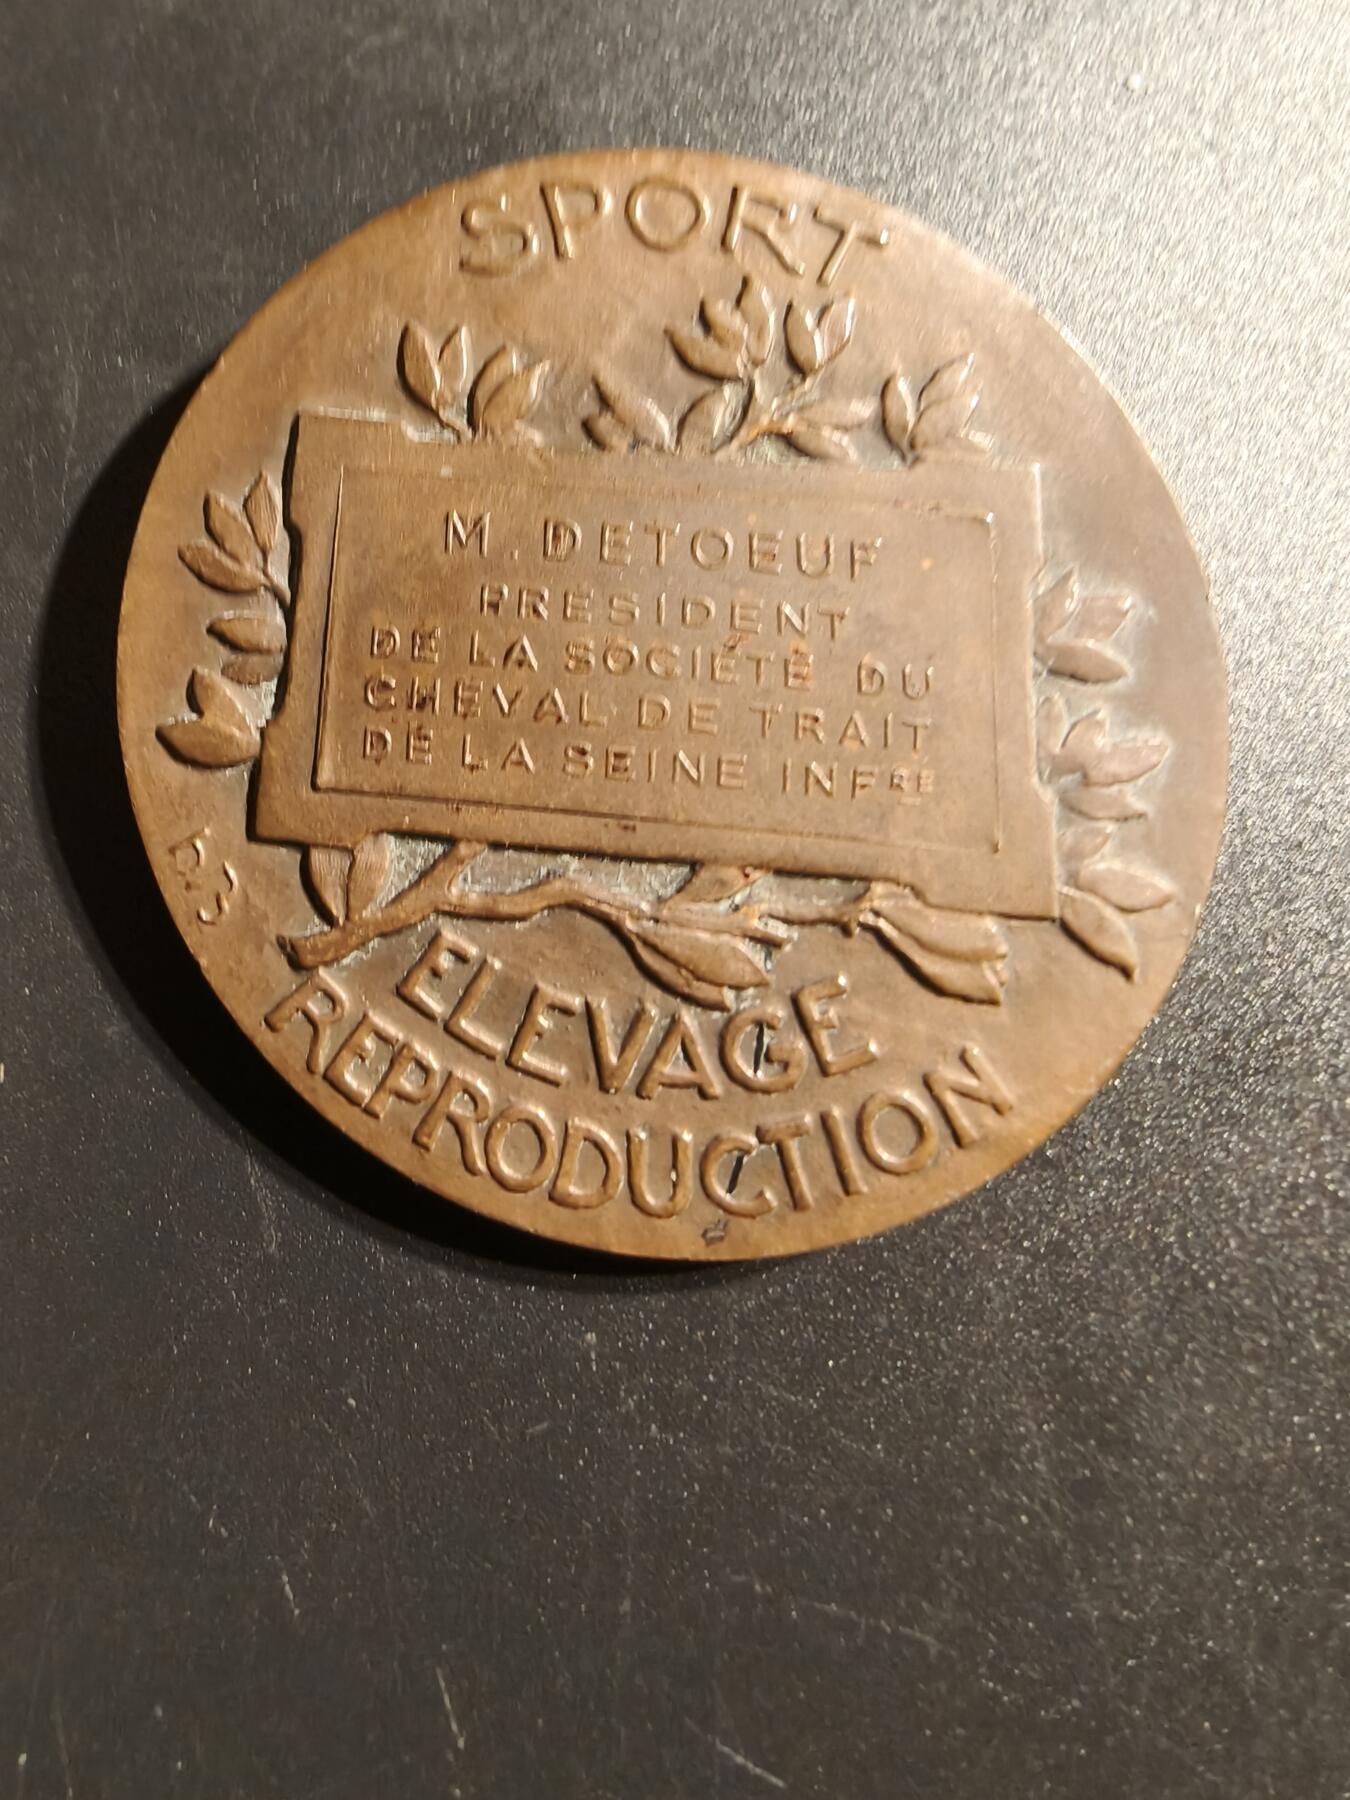 SPORT
M. DETOEUF
PRÉSIDENT
DE LA SOCIÉTÉ DU
CHEVAL DE TRAIT
DE LA SEINE INFRE
ELEVAGE
REPRODUCTION